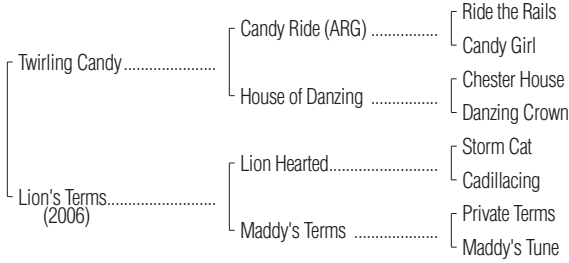 Ride the Rails
Candy Ride (ARG) ................
Candy Girl
Twirling Candy ......................
Chester House
House of Danzing ................
Danzing Crown
Storm Cat
Lion Hearted..........................
Cadillacing
Lion's Terms..........................
(2006)
Private Terms
Maddy's Terms ....................
Maddy's Tune